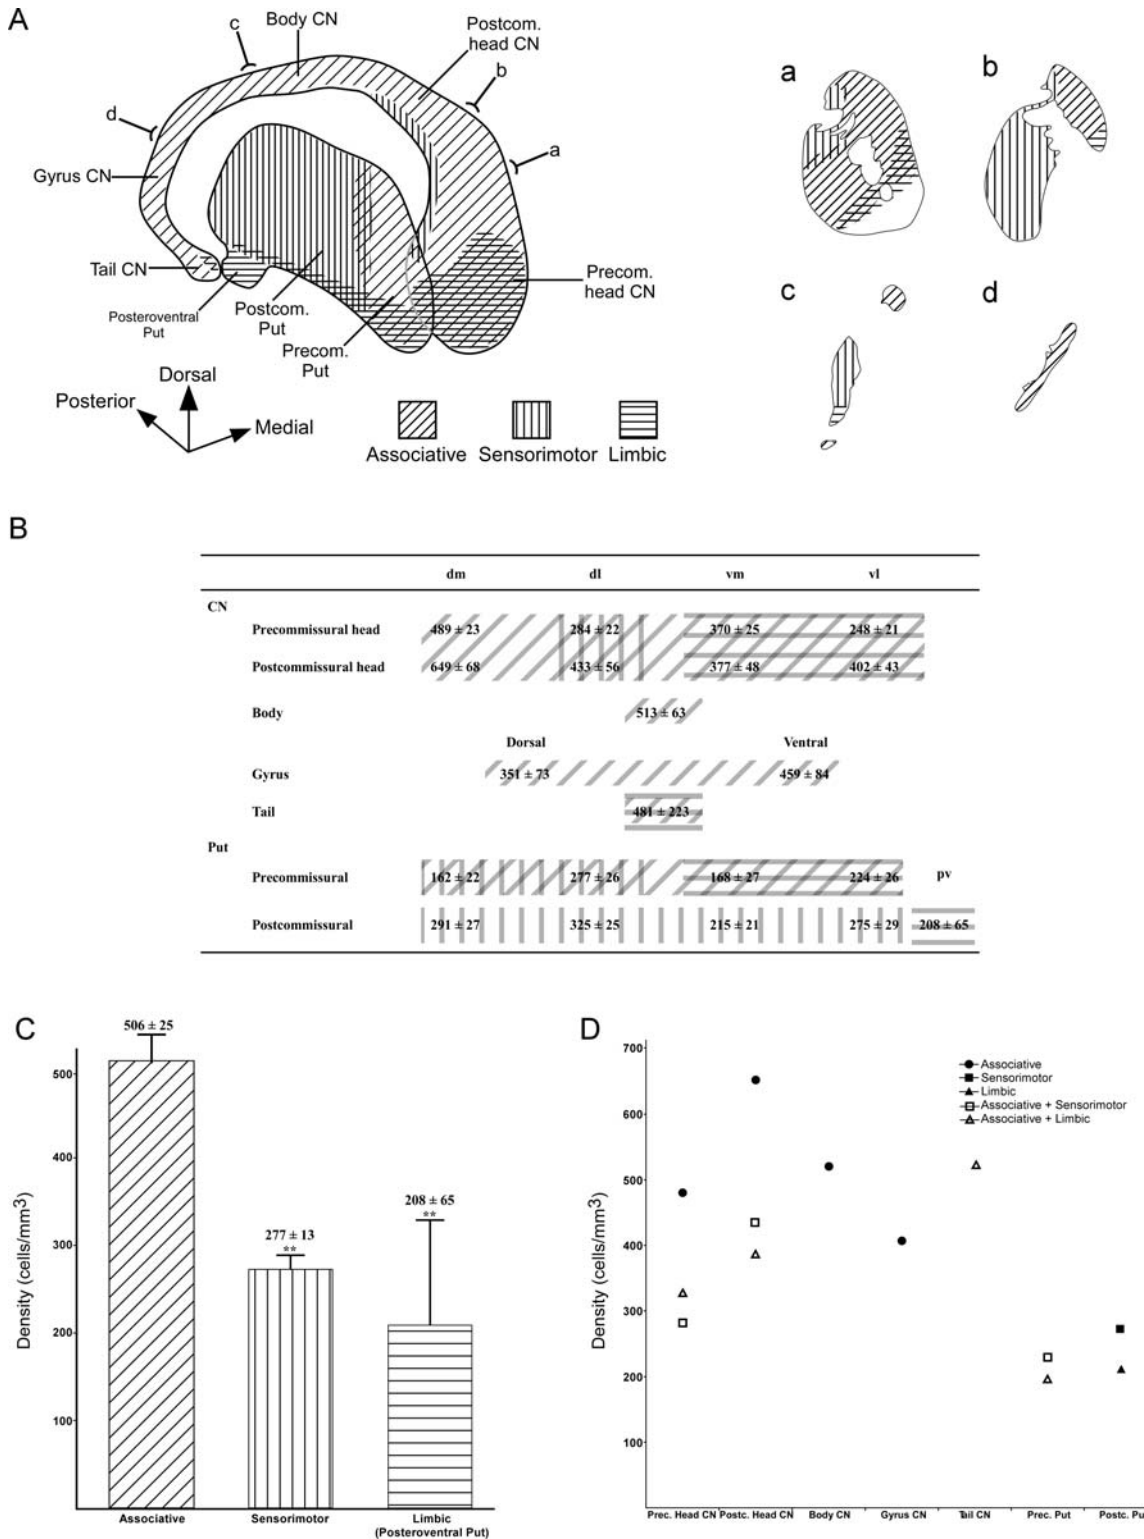 A
Body CN
c
Postcom.
head CN
b
d
a
Gyrus CN
Tail CN
Posteroventral
Put
Postcom.
Put
Precom.
Put
Precom.
head CN
Dorsal
Posterior
Medial
Associative Sensorimotor Limbic
a
b
c
d
B
dm dl vm vl
CN
Precommissural head 489 ± 23 284 ± 22 370 ± 25 248 ± 21
Postcommissural head 649 ± 68 433 ± 56 377 ± 48 402 ± 43
Body 513 ± 63
Dorsal Ventral
Gyrus 351 ± 73 459 ± 84
Tail 481 ± 223
Put
Precommissural 162 ± 22 277 ± 26 168 ± 27 224 ± 26 pv
Postcommissural 291 ± 27 325 ± 25 215 ± 21 275 ± 29 208 ± 65
C
506 ± 25
277 ± 13
**
208 ± 65
**
500
400
300
200
100
Density (cells/mm3)
Associative Sensorimotor Limbic
(Posteroventral Put)
D
700
600
500
400
300
200
100
Density (cells/mm3)
Associative
Sensorimotor
Limbic
Associative + Sensorimotor
Associative + Limbic
Prec. Head CN Postc. Head CN Body CN Gyrus CN Tail CN Prec. Put Postc. Put